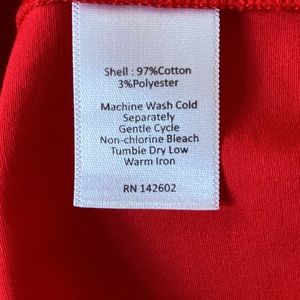 Shell : 97%Cotton
3%Polyester
Machine Wash Cold
Separately
Gentle Cycle
Non-chlorine Bleach
Tumble Dry Low
Warm Iron
RN 142602